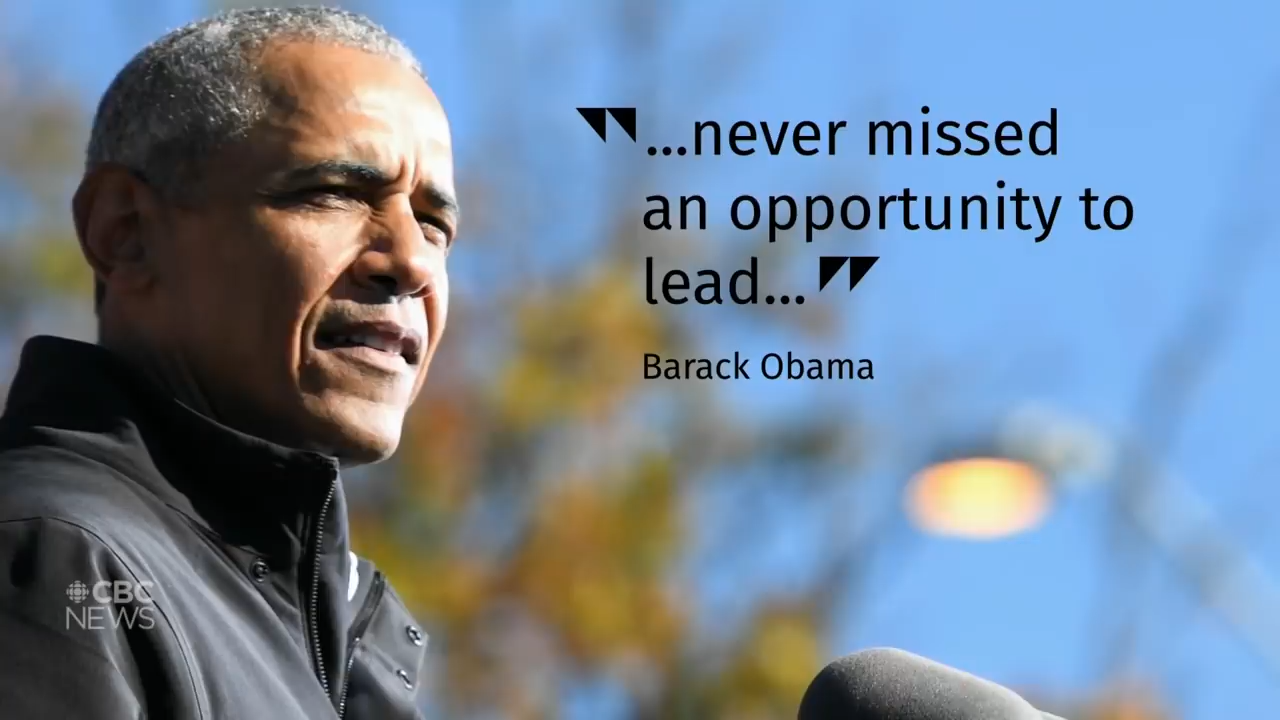 "...never missed
an opportunity to
lead..."
Barack Obama
CBC
NEWS